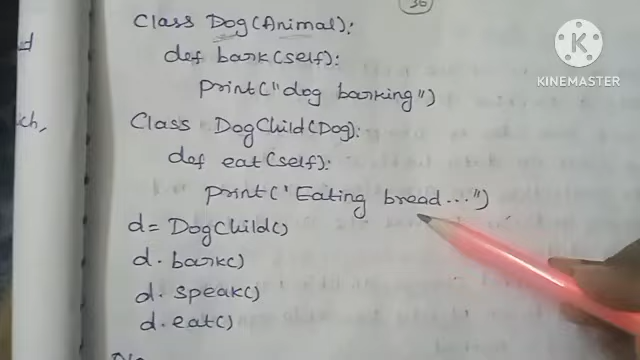 36
Class Dog(Animal):
def bark(self):
print("dog barking")
Class DogChild(Dog):
def eat(self):
print("Eating bread...")
d= DogChild()
d.bark()
d.speak()
d.eat()
K
KINEMASTER